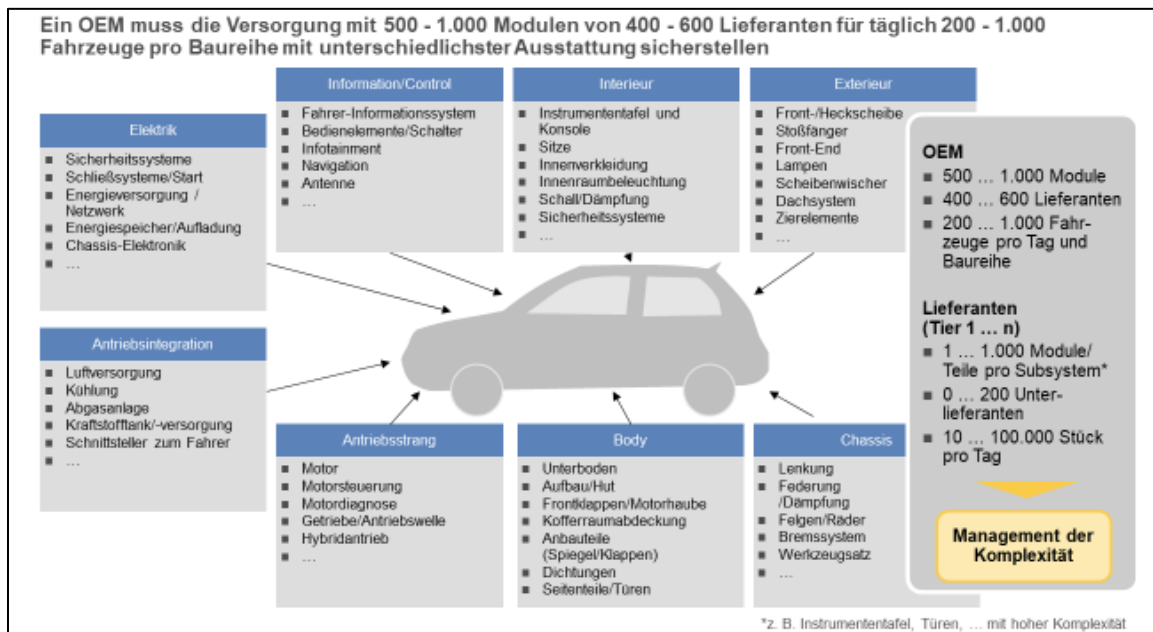 Ein OEM muss die Versorgung mit 500 - 1.000 Modulen von 400 - 600 Lieferanten für täglich 200 - 1.000
Fahrzeuge pro Baureihe mit unterschiedlichster Ausstattung sicherstellen
Elektrik
■ Sicherheitssysteme
■ Schließsysteme/Start
■ Energieversorgung /
Netzwerk
■ Energiespeicher/Aufladung
■ Chassis-Elektronik
■ ...
Information/Control
■ Fahrer-Informationssystem
■ Bedienelemente/Schalter
■ Infotainment
■ Navigation
■ Antenne
■ ...
Interieur
■ Instrumententafel und
Konsole
■ Sitze
■ Innenverkleidung
■ Innenraumbeleuchtung
■ Schall/Dämpfung
■ Sicherheitssysteme
■ ...
Exterieur
■ Front-/Heckscheibe
■ Stoßfänger
■ Front-End
■ Lampen
■ Scheibenwischer
■ Dachsystem
■ Zierelemente
■ ...
Antriebsintegration
■ Luftversorgung
■ Kühlung
■ Abgasanlage
■ Kraftstofftank/-versorgung
■ Schnittsteller zum Fahrer
■ ...
Antriebsstrang
■ Motor
■ Motorsteuerung
■ Motordiagnose
■ Getriebe/Antriebswelle
■ Hybridantrieb
■ ...
Body
■ Unterboden
■ Aufbau/Hut
■ Frontklappen/Motorhaube
■ Kofferraumabdeckung
■ Anbauteile
(Spiegel/Klappen)
■ Dichtungen
■ Seitenteile/Türen
Chassis
■ Lenkung
■ Federung
/Dämpfung
■ Felgen/Räder
■ Bremssystem
■ Werkzeugsatz
■ ...
OEM
■ 500 ... 1.000 Module
■ 400 ... 600 Lieferanten
■ 200 ... 1.000 Fahr-
zeuge pro Tag und
Baureihe
Lieferanten
(Tier 1 ... n)
■ 1 ... 1.000 Module/
Teile pro Subsystem*
■ 0 ... 200 Unter-
lieferanten
■ 10 ... 100.000 Stück
pro Tag
Management der
Komplexität
*z. B. Instrumententafel, Türen, ... mit hoher Komplexität